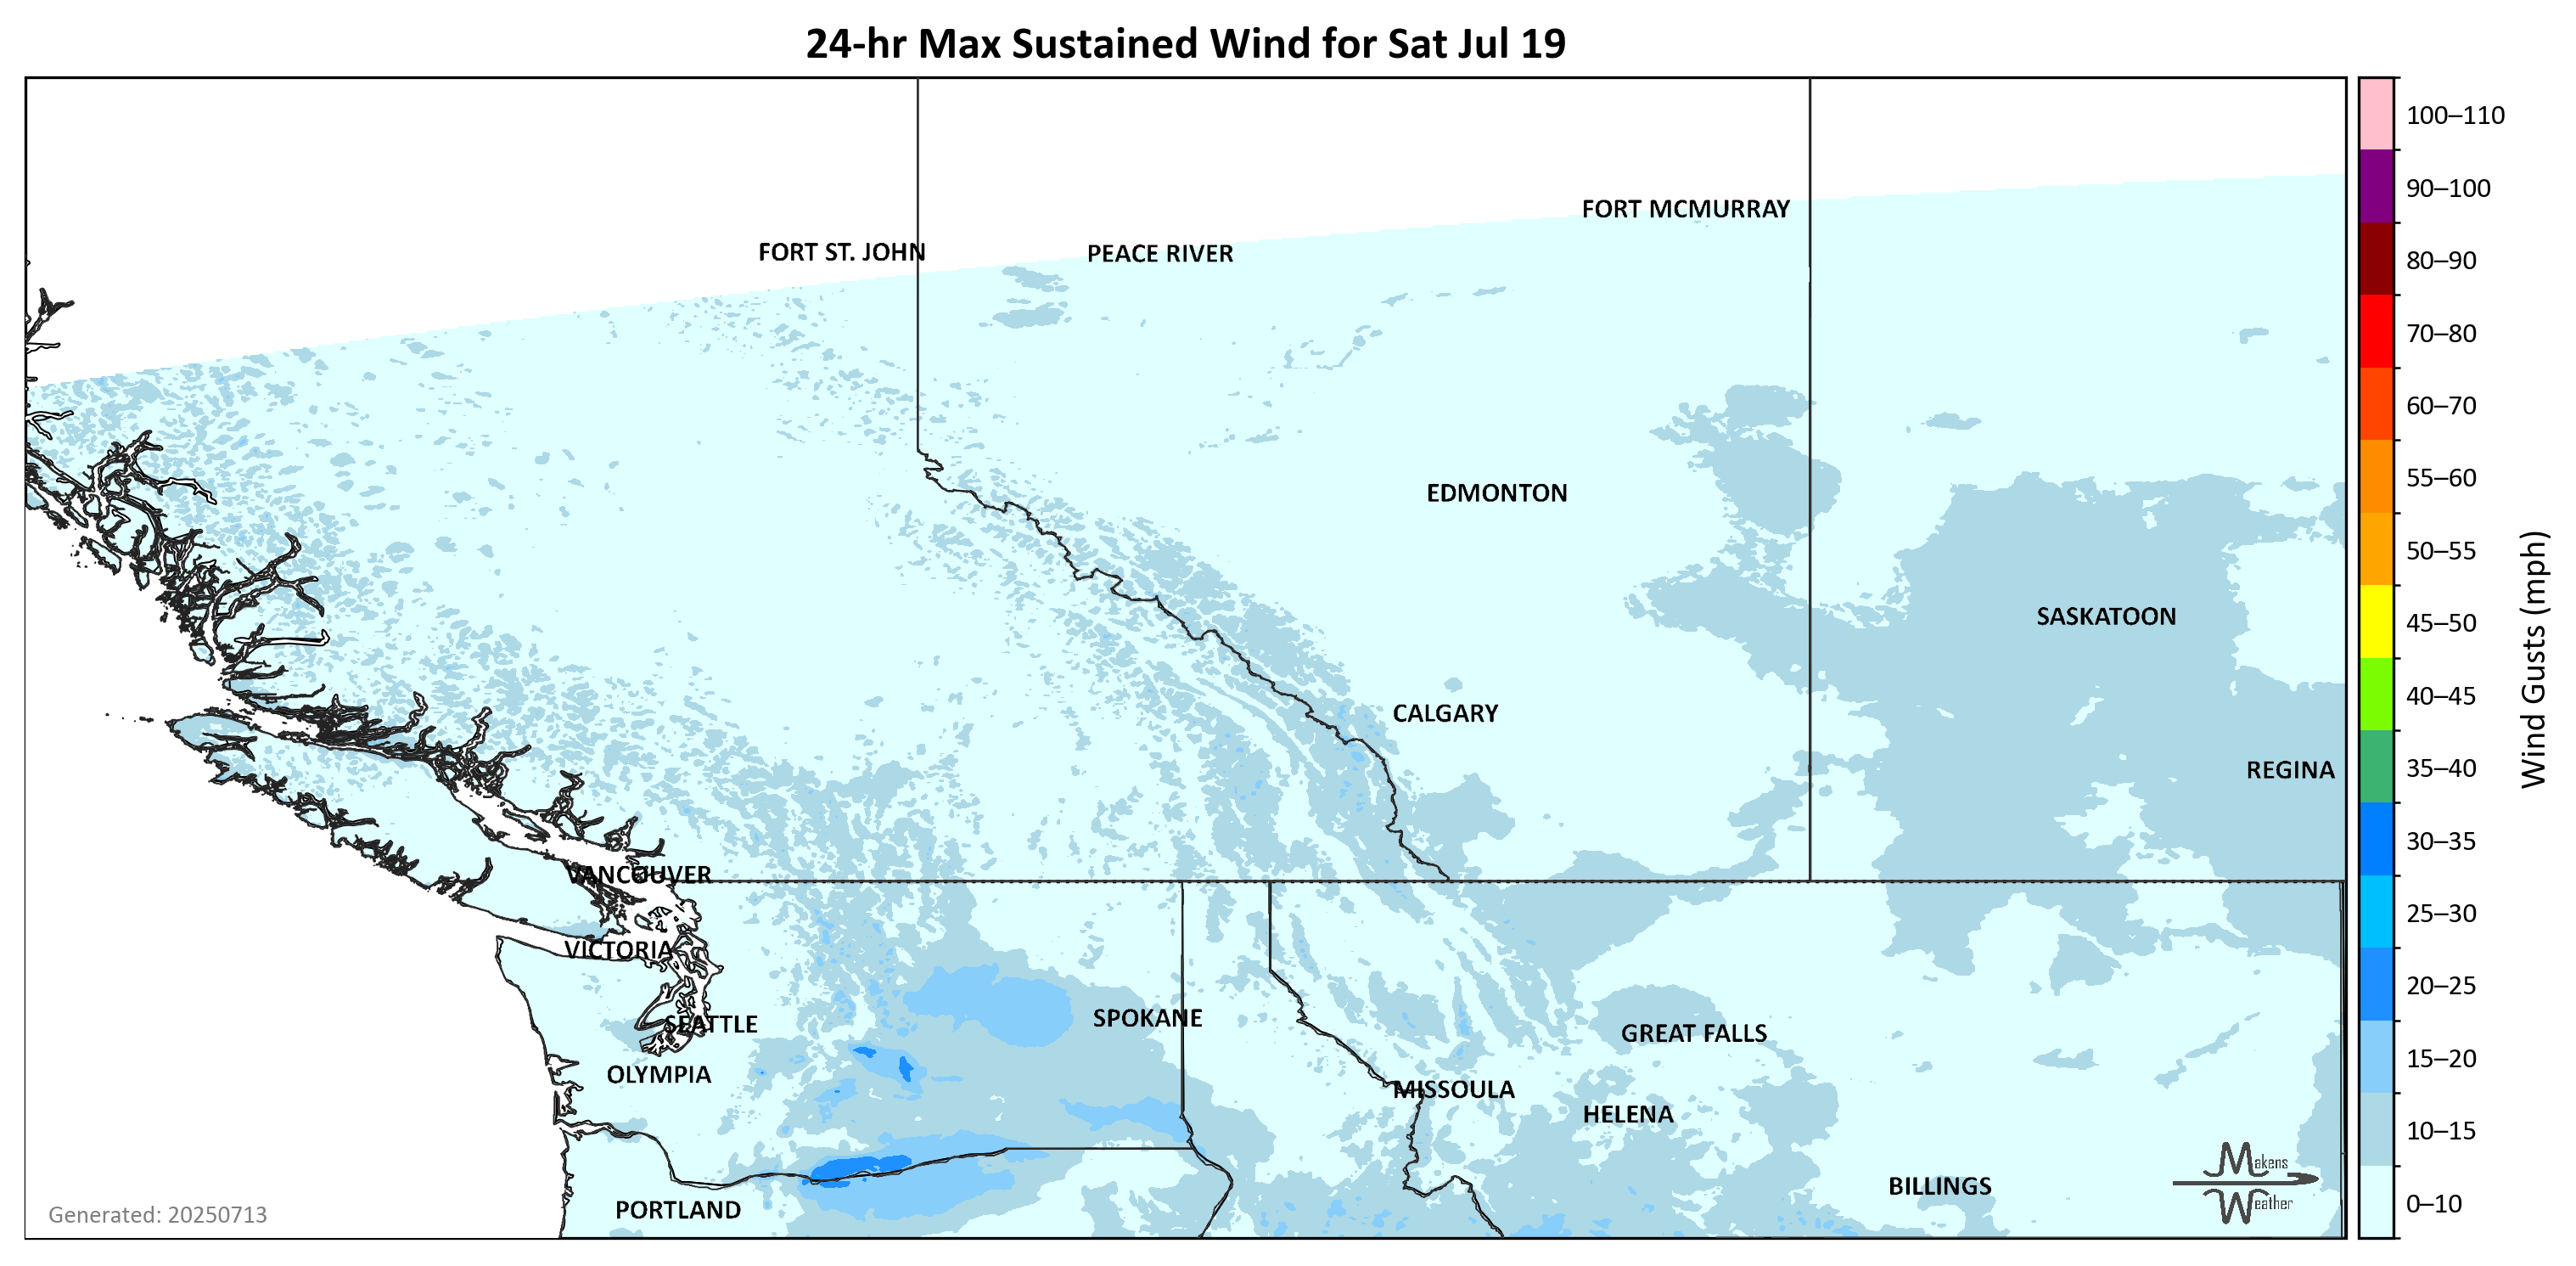 24-hr Max Sustained Wind for Sat Jul 19
100–110
90–100
80–90
70–80
60–70
55–60
50–55
45–50
40–45
35–40
30–35
25–30
20–25
15–20
10–15
0–10
Wind Gusts (mph)
FORT MCMURRAY
FORT ST. JOHN
PEACE RIVER
EDMONTON
SASKATOON
CALGARY
REGINA
VANCOUVER
VICTORIA
SEATTLE
SPOKANE
GREAT FALLS
OLYMPIA
MISSOULA
HELENA
BILLINGS
PORTLAND
Makens
Weather
Generated: 20250713